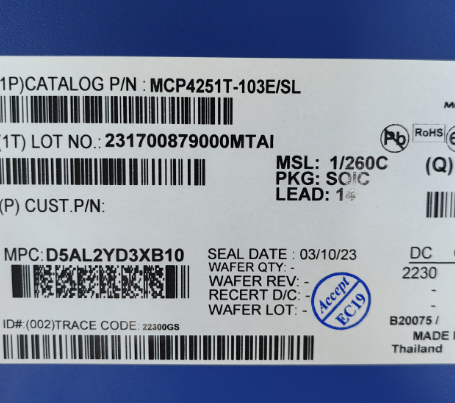 1P)CATALOG P/N : MCP4251T-103E/SL
(1T) LOT NO.: 231700879000MTAI
Pb
RoHS
MSL: 1/260C
(Q)
PKG: SOIC
LEAD: 14
(P) CUST.P/N:
MPC: D5AL2YD3XB10
SEAL DATE : 03/10/23
DC
WAFER QTY: -
2230
WAFER REV: -
-
RECERT D/C: -
-
WAFER LOT: -
Accept
EC19
ID#:(002)TRACE CODE: 22300GS
B20075 /
MADE
Thailand